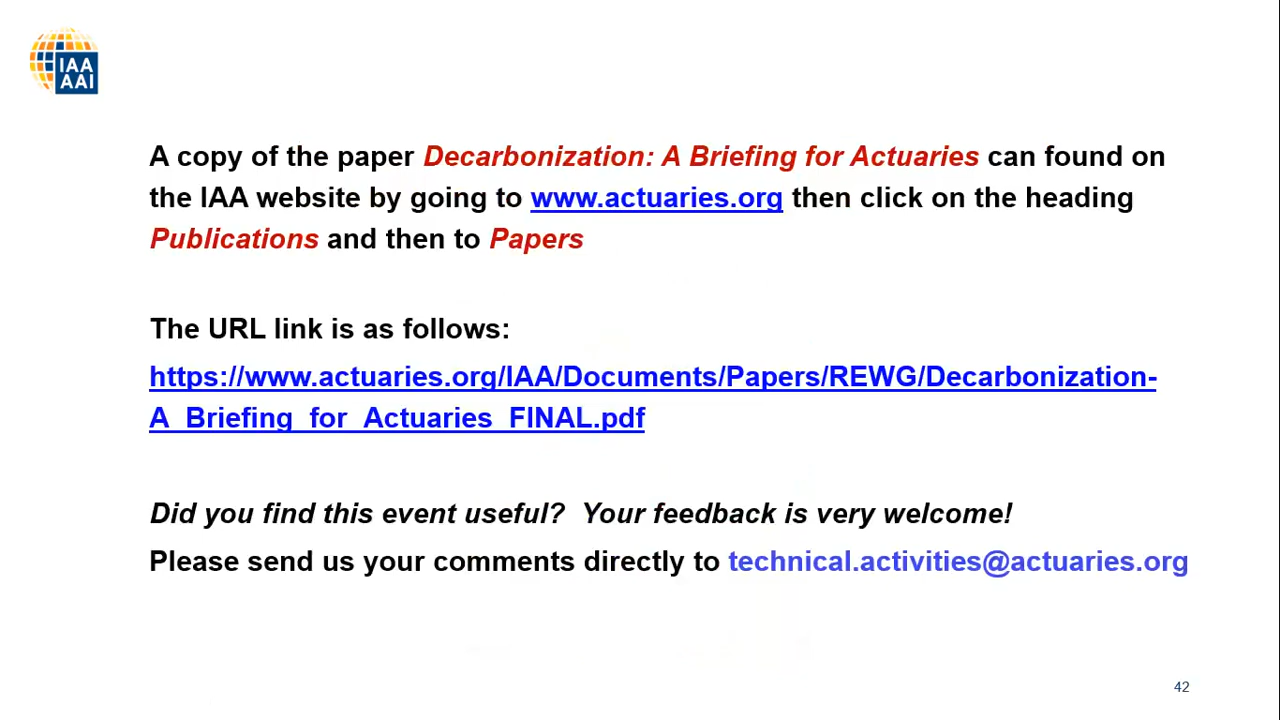 IAA
AAI
A copy of the paper Decarbonization: A Briefing for Actuaries can found on
the IAA website by going to www.actuaries.org then click on the heading
Publications and then to Papers
The URL link is as follows:
https://www.actuaries.org/IAA/Documents/Papers/REWG/Decarbonization-
A_Briefing_for_Actuaries_FINAL.pdf
Did you find this event useful?  Your feedback is very welcome!
Please send us your comments directly to technical.activities@actuaries.org
42